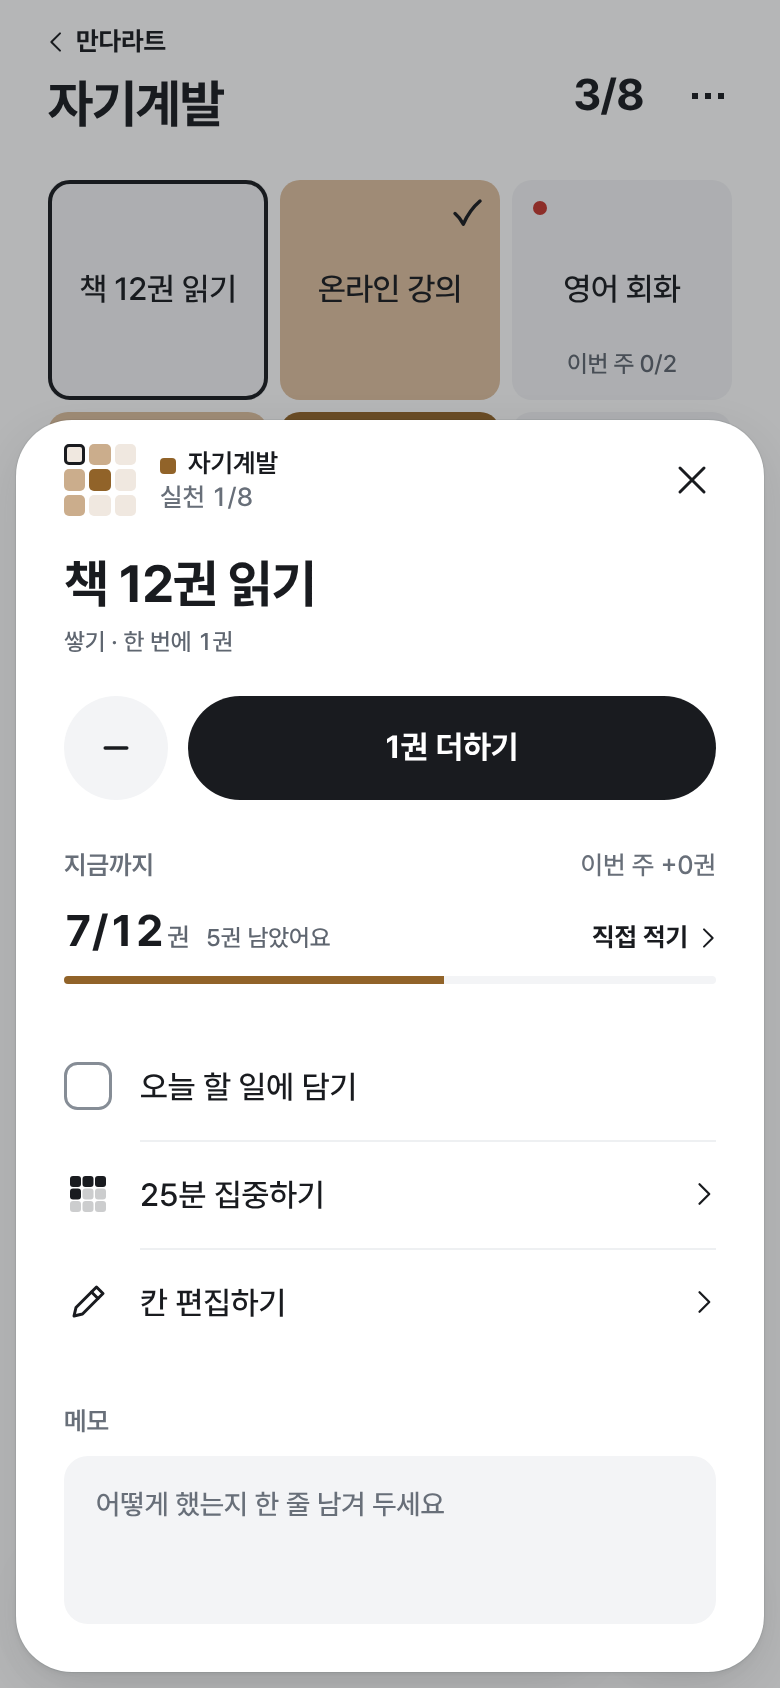 만다라트
자기계발
3/8
책 12권 읽기
온라인 강의
영어 회화
이번 주 0/2
자기계발
실천 1/8
책 12권 읽기
쌓기 · 한 번에 1권
1권 더하기
지금까지
이번 주 +0권
7/12권 5권 남았어요
직접 적기
오늘 할 일에 담기
25분 집중하기
칸 편집하기
메모
어떻게 했는지 한 줄 남겨 두세요